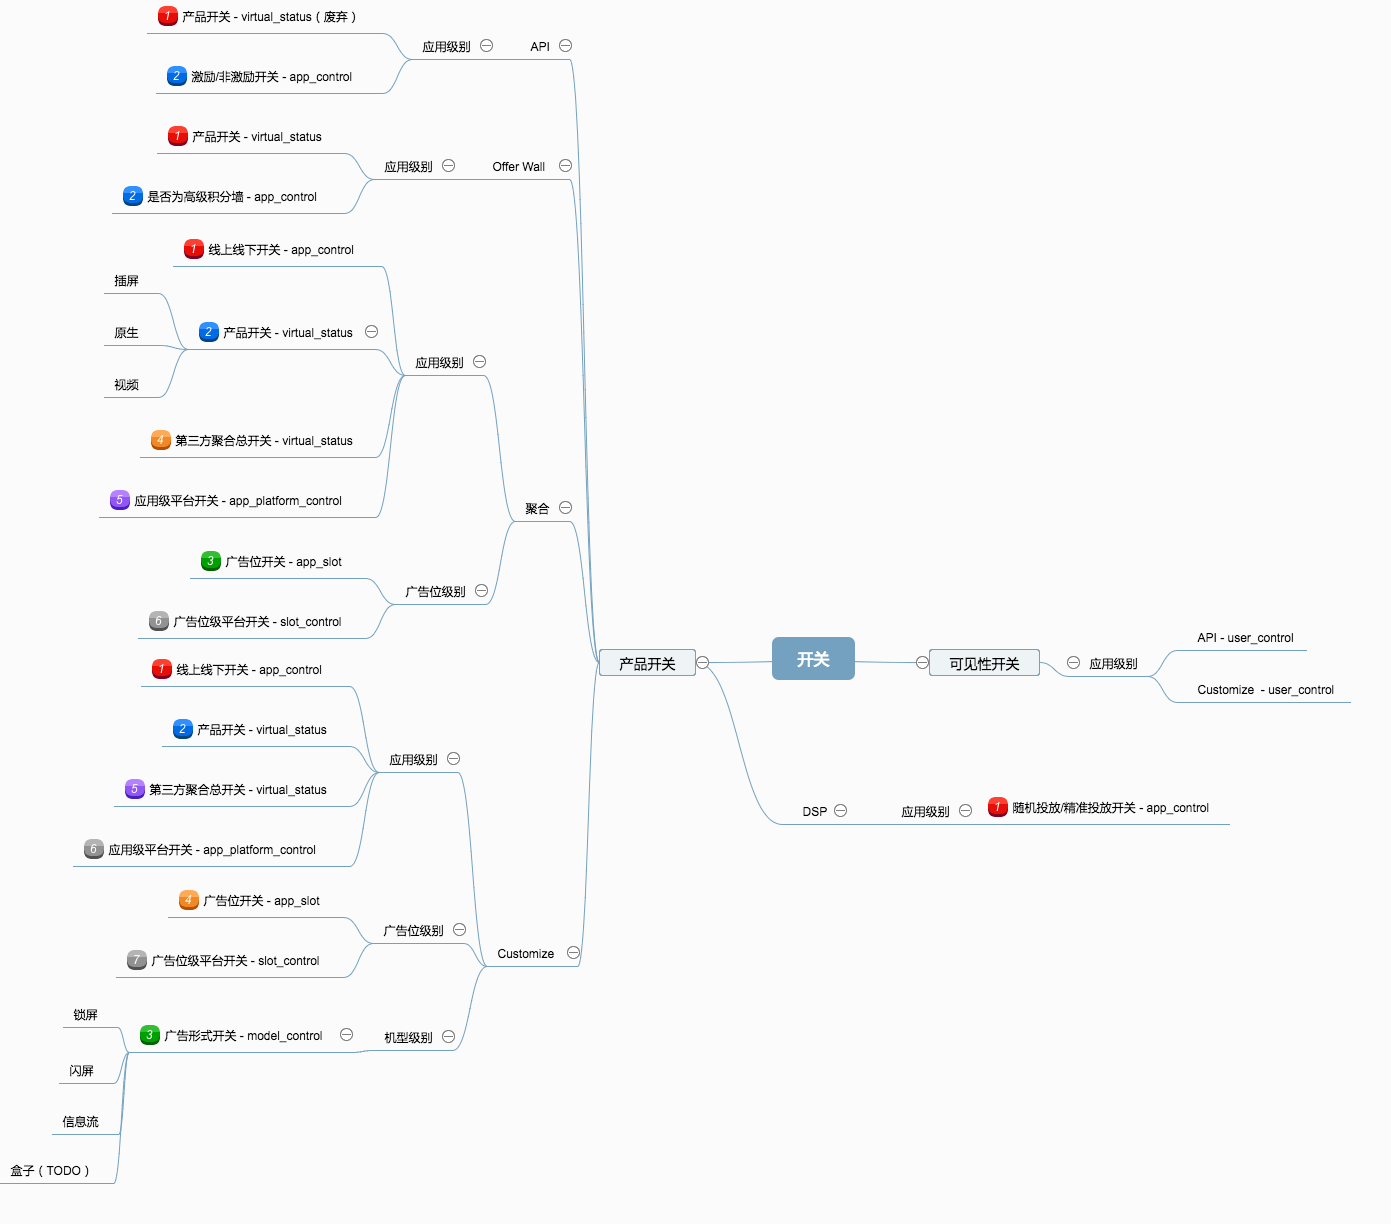 1 产品开关 - virtual_status（废弃）
应用级别
API
2 激励/非激励开关 - app_control
1 产品开关 - virtual_status
应用级别
Offer Wall
2 是否为高级积分墙 - app_control
1 线上线下开关 - app_control
插屏
原生
2 产品开关 - virtual_status
视频
应用级别
4 第三方聚合总开关 - virtual_status
5 应用级平台开关 - app_platform_control
聚合
3 广告位开关 - app_slot
广告位级别
6 广告位级平台开关 - slot_control
产品开关
开关
可见性开关
应用级别
API - user_control
Customize - user_control
1 线上线下开关 - app_control
2 产品开关 - virtual_status
应用级别
5 第三方聚合总开关 - virtual_status
6 应用级平台开关 - app_platform_control
DSP
应用级别
1 随机投放/精准投放开关 - app_control
4 广告位开关 - app_slot
广告位级别
7 广告位级平台开关 - slot_control
Customize
锁屏
3 广告形式开关 - model_control
机型级别
闪屏
信息流
盒子（TODO）